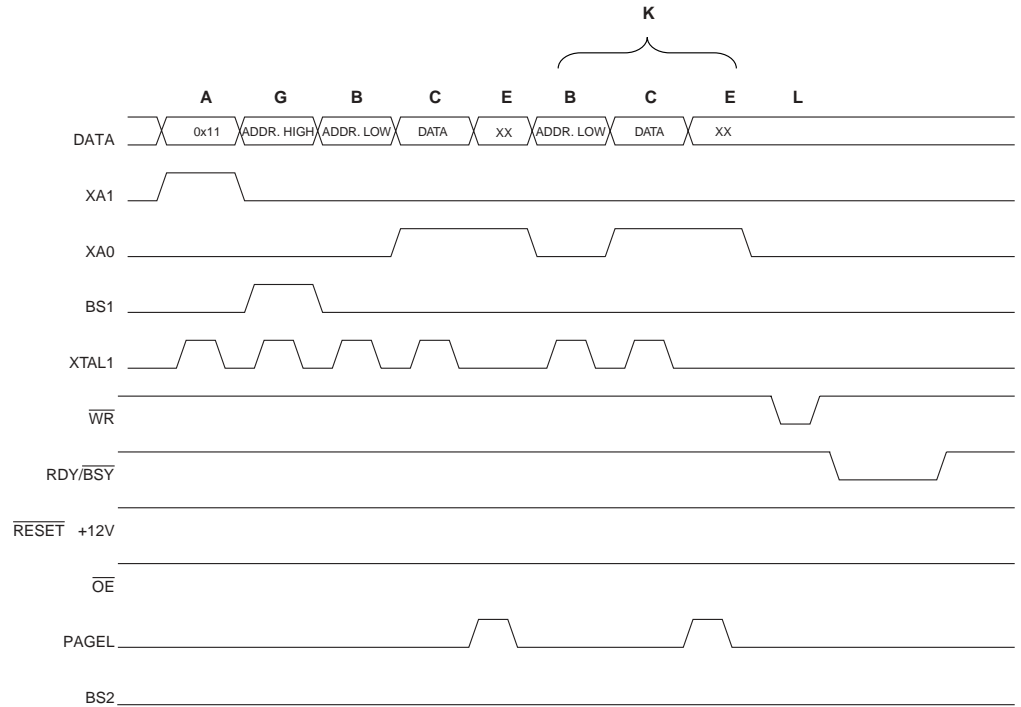 K
A G B C E B C E L
DATA 0x11 ADDR. HIGH ADDR. LOW DATA XX ADDR. LOW DATA XX
XA1
XA0
BS1
XTAL1
WR
RDY/BSY
RESET +12V
OE
PAGEL
BS2